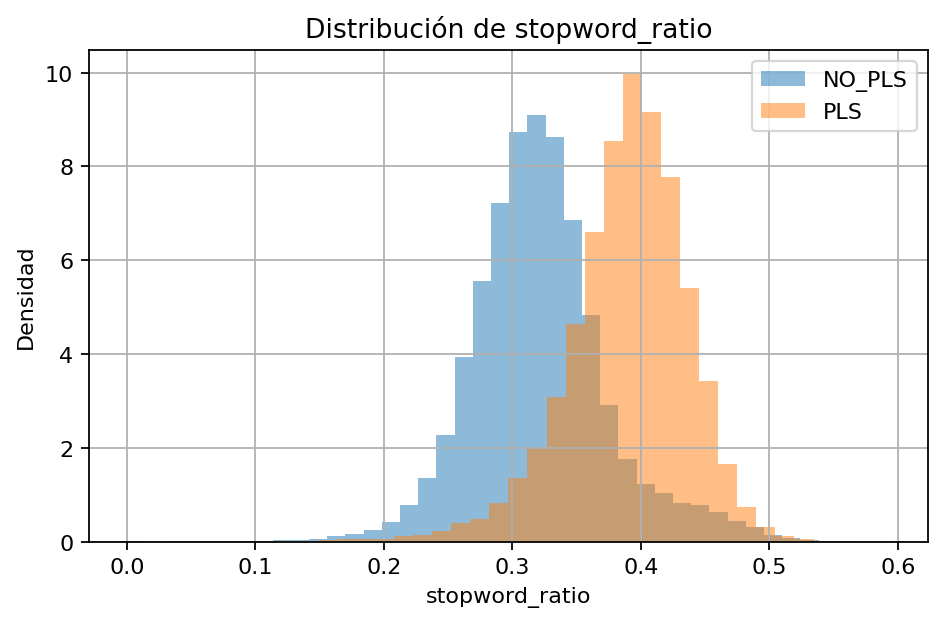 Distribución de stopword_ratio
NO_PLS
PLS
Densidad
10
8
6
4
2
0
0.0 0.1 0.2 0.3 0.4 0.5 0.6
stopword_ratio